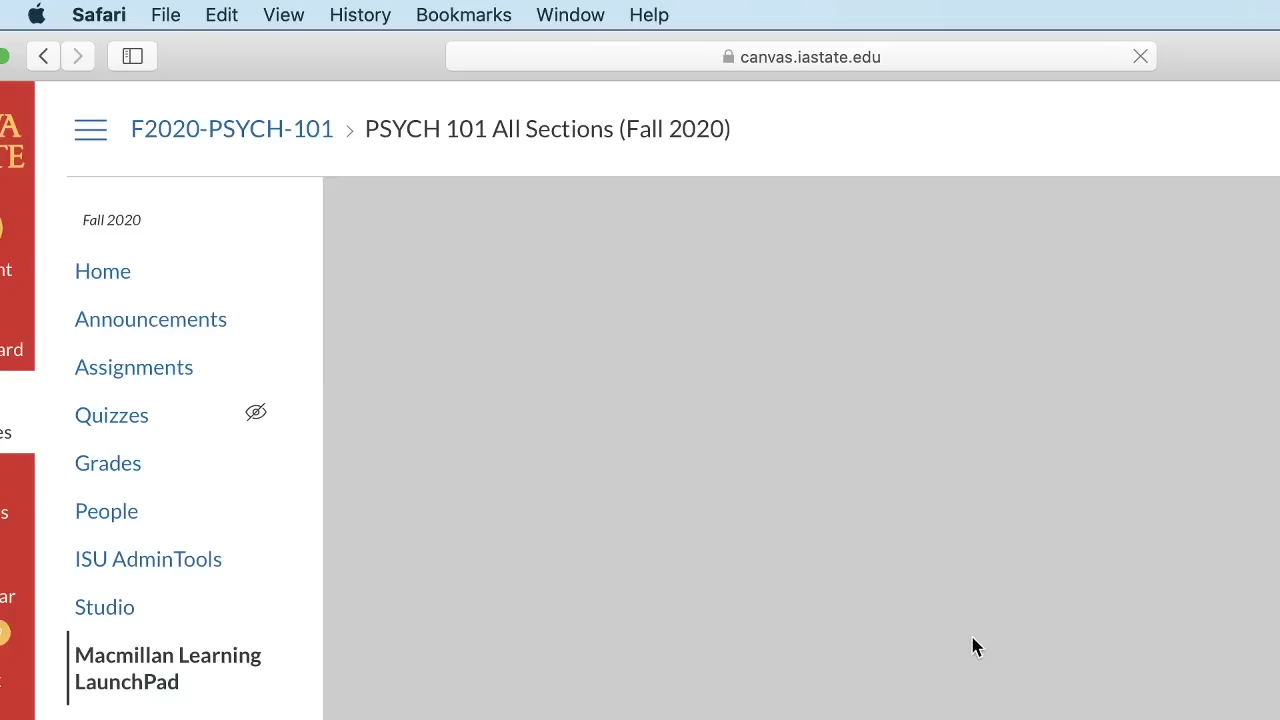 Safari File Edit View History Bookmarks Window Help
canvas.iastate.edu
F2020-PSYCH-101 › PSYCH 101 All Sections (Fall 2020)
Fall 2020
Home
Announcements
Assignments
Quizzes
Grades
People
ISU AdminTools
Studio
Macmillan Learning
LaunchPad